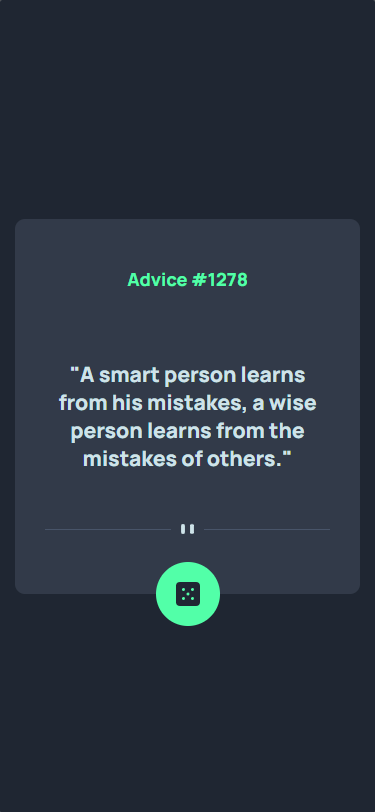 Advice #1278
"A smart person learns
from his mistakes, a wise
person learns from the
mistakes of others."